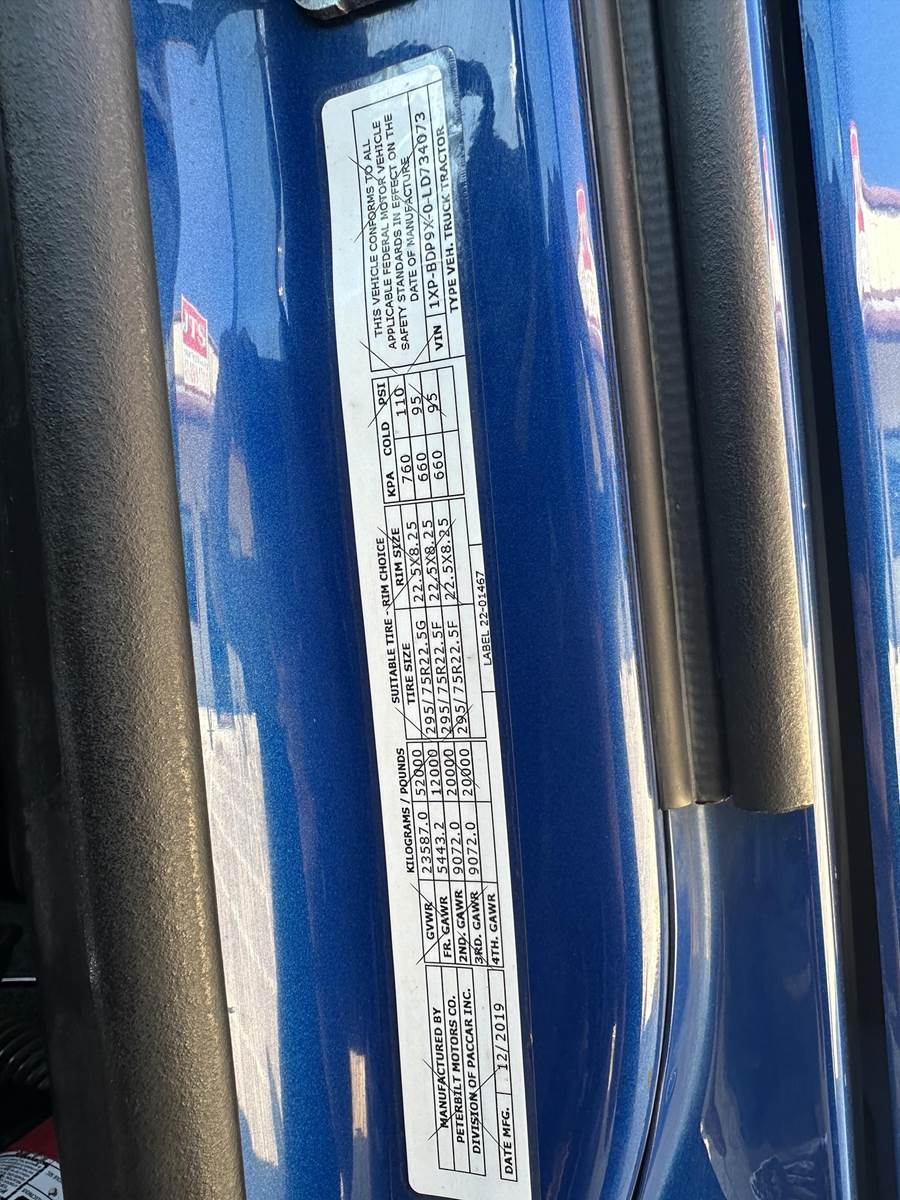 MANUFACTURED BY
PETERBILT MOTORS CO.
DIVISION OF PACCAR INC.
DATE MFG. 12/2019
KILOGRAMS / POUNDS
GVWR 23587.0 52000
FR. GAWR 5443.2 12000
2ND. GAWR 9072.0 20000
3RD. GAWR 9072.0 20000
4TH. GAWR
SUITABLE TIRE - RIM CHOICE
TIRE SIZE RIM SIZE
295/75R22.5G 22.5X8.25
295/75R22.5F 22.5X8.25
295/75R22.5F 22.5X8.25
LABEL 22-01467
KPA COLD PSI
760 110
660 95
660 95
THIS VEHICLE CONFORMS TO ALL
APPLICABLE FEDERAL MOTOR VEHICLE
SAFETY STANDARDS IN EFFECT ON THE
DATE OF MANUFACTURE
VIN 1XP-BDP9X-0-LD734073
TYPE VEH. TRUCK TRACTOR
JTS